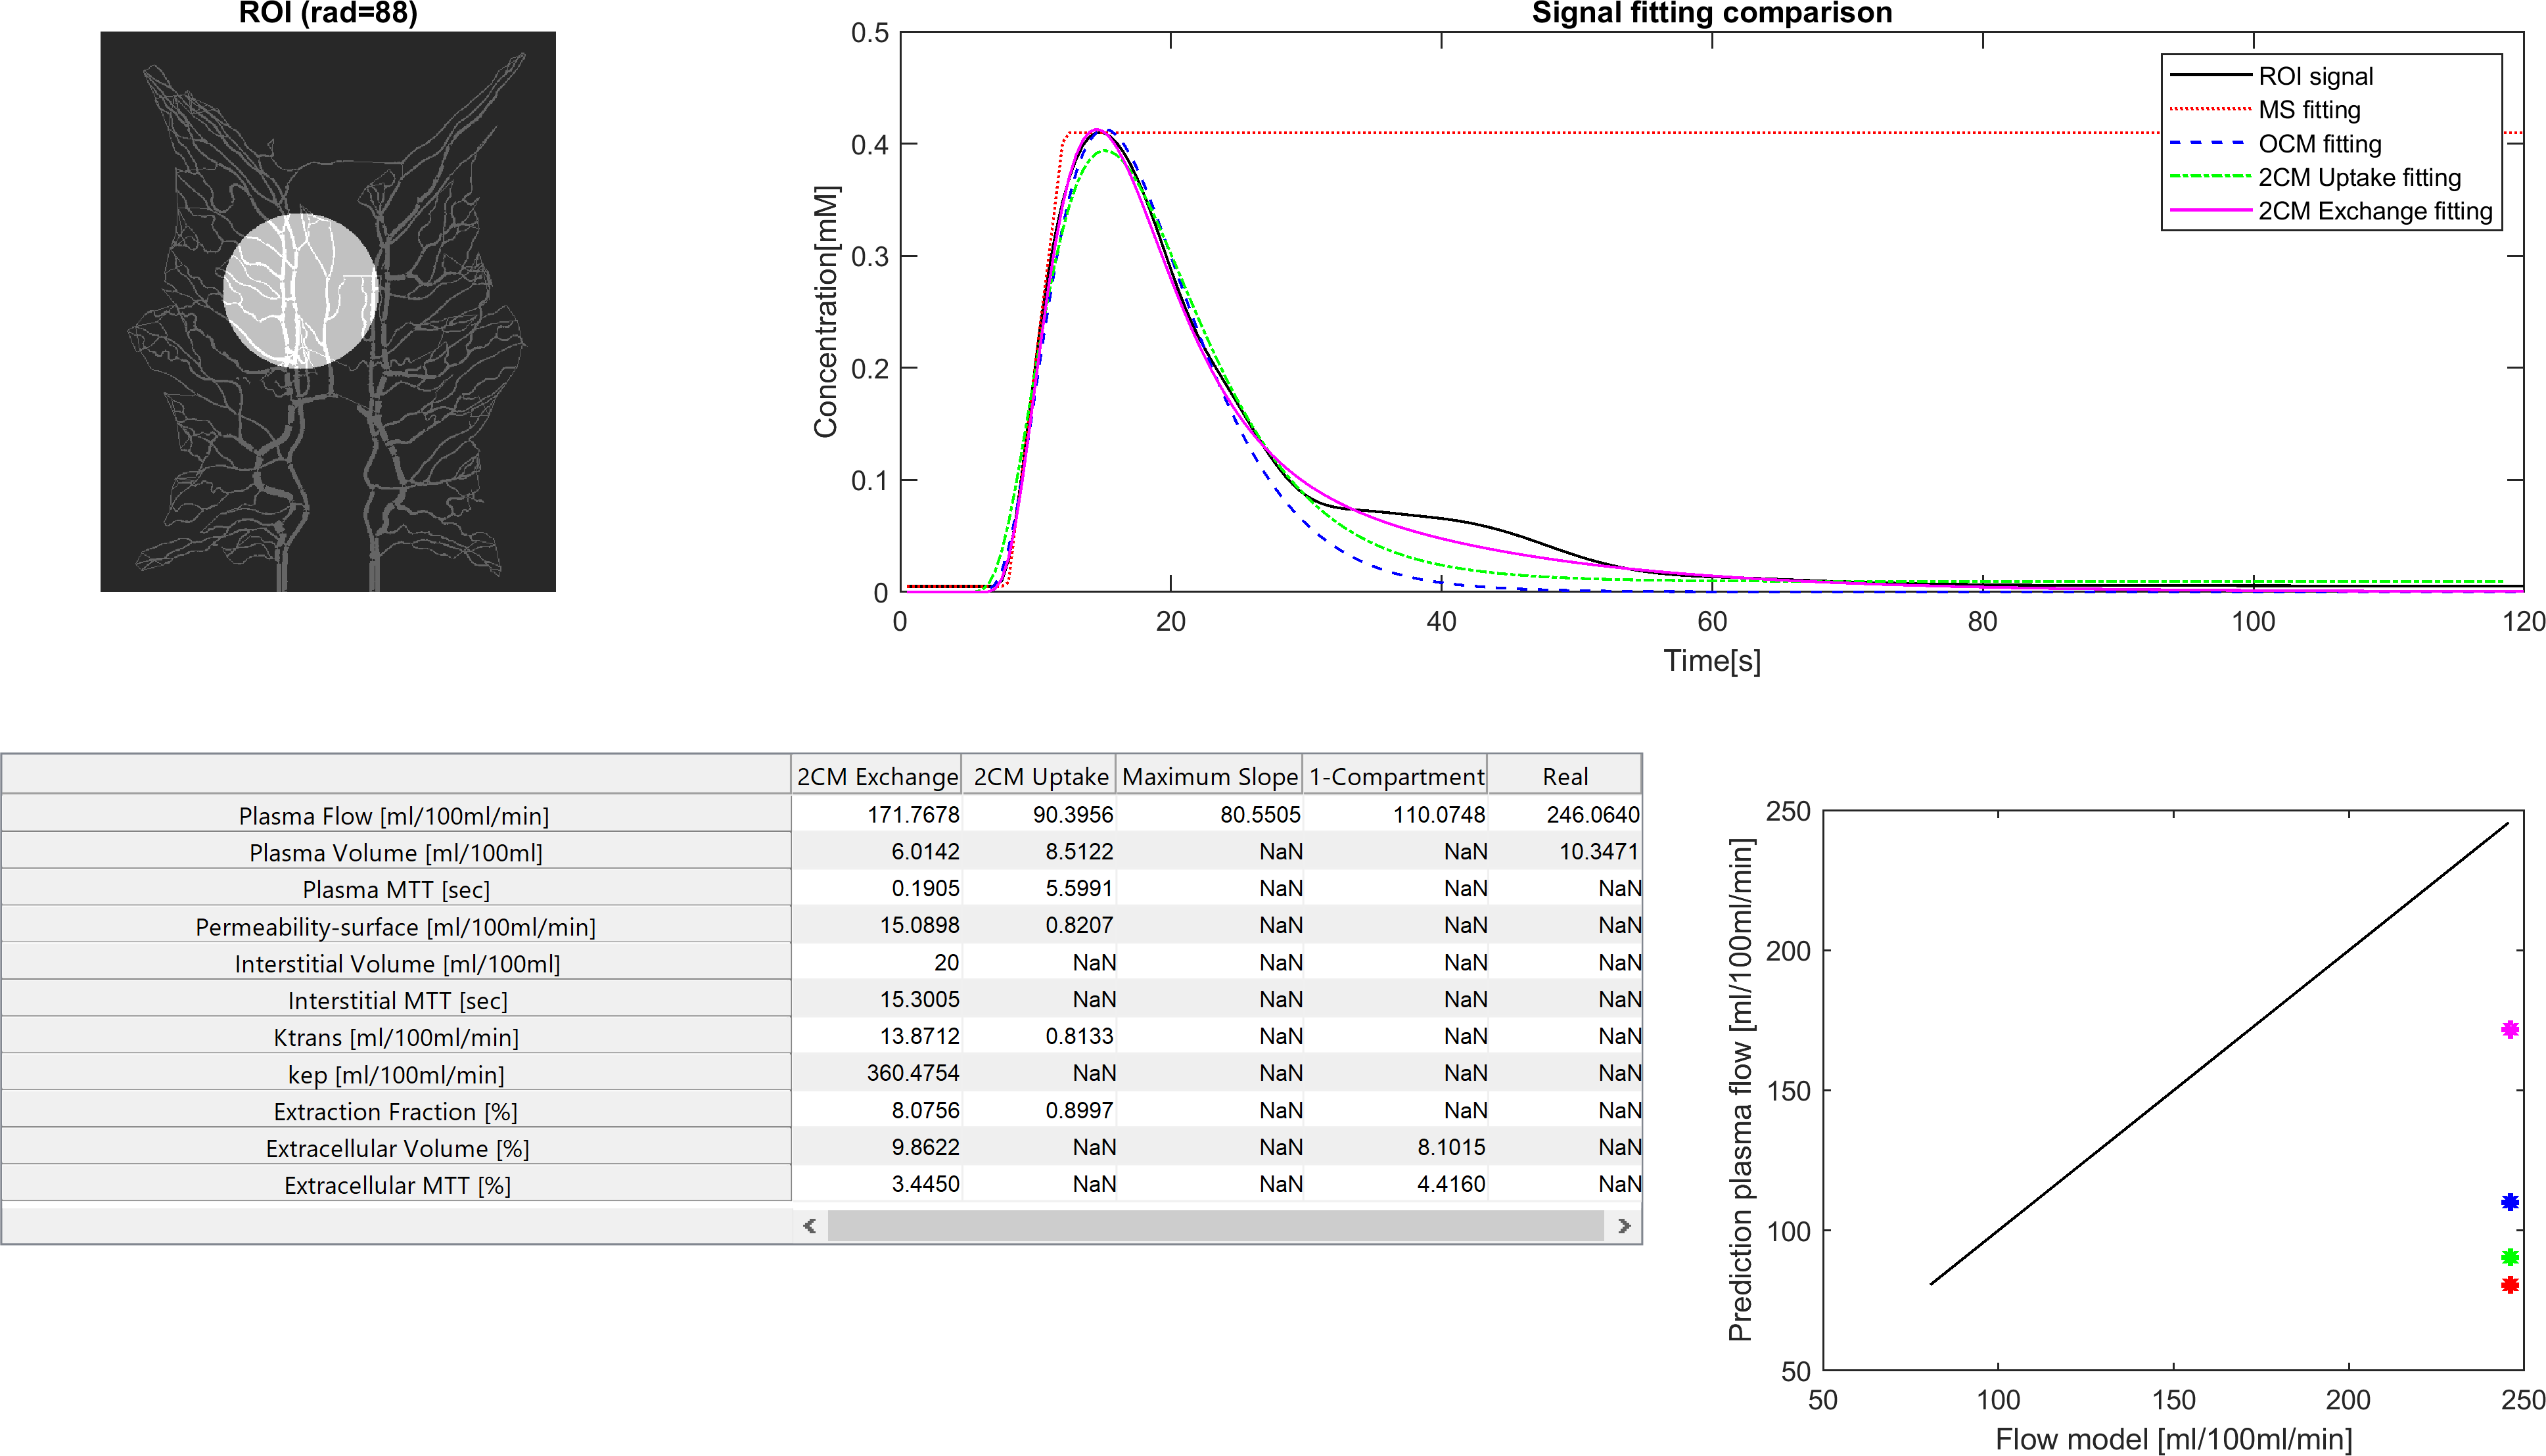 ROI (rad=88)
Signal fitting comparison
0.5
0.4
0.3
0.2
0.1
0
Concentration[mM]
0 20 40 60 80 100 120
Time[s]
ROI signal
MS fitting
OCM fitting
2CM Uptake fitting
2CM Exchange fitting
2CM Exchange 2CM Uptake Maximum Slope 1-Compartment Real
Plasma Flow [ml/100ml/min] 171.7678 90.3956 80.5505 110.0748 246.0640
Plasma Volume [ml/100ml] 6.0142 8.5122 NaN NaN 10.3471
Plasma MTT [sec] 0.1905 5.5991 NaN NaN NaN
Permeability-surface [ml/100ml/min] 15.0898 0.8207 NaN NaN NaN
Interstitial Volume [ml/100ml] 20 NaN NaN NaN NaN
Interstitial MTT [sec] 15.3005 NaN NaN NaN NaN
Ktrans [ml/100ml/min] 13.8712 0.8133 NaN NaN NaN
kep [ml/100ml/min] 360.4754 NaN NaN NaN NaN
Extraction Fraction [%] 8.0756 0.8997 NaN NaN NaN
Extracellular Volume [%] 9.8622 NaN NaN 8.1015 NaN
Extracellular MTT [%] 3.4450 NaN NaN 4.4160 NaN
250
200
150
100
50
Prediction plasma flow [ml/100ml/min]
50 100 150 200 250
Flow model [ml/100ml/min]